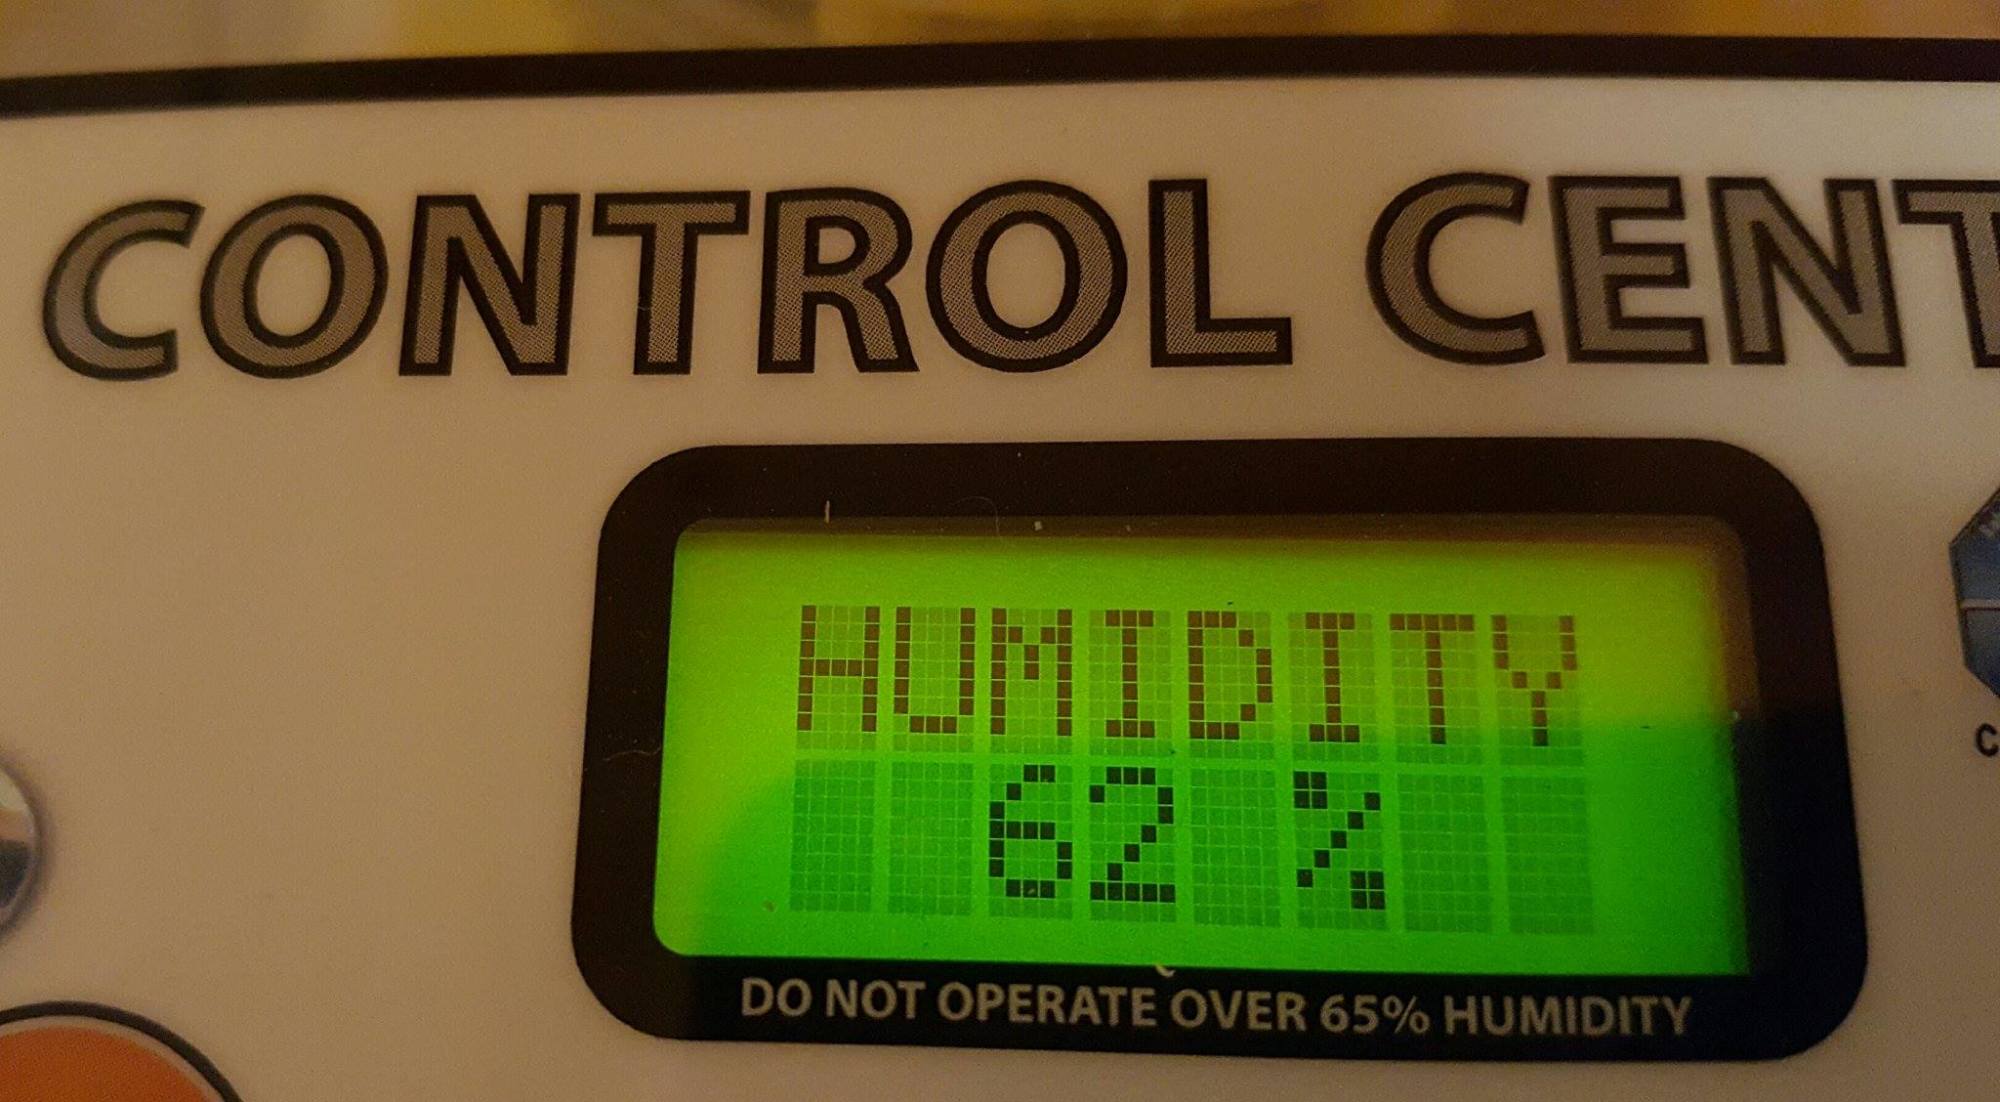 CONTROL CENT
HUMIDITY
62 %
DO NOT OPERATE OVER 65% HUMIDITY
C